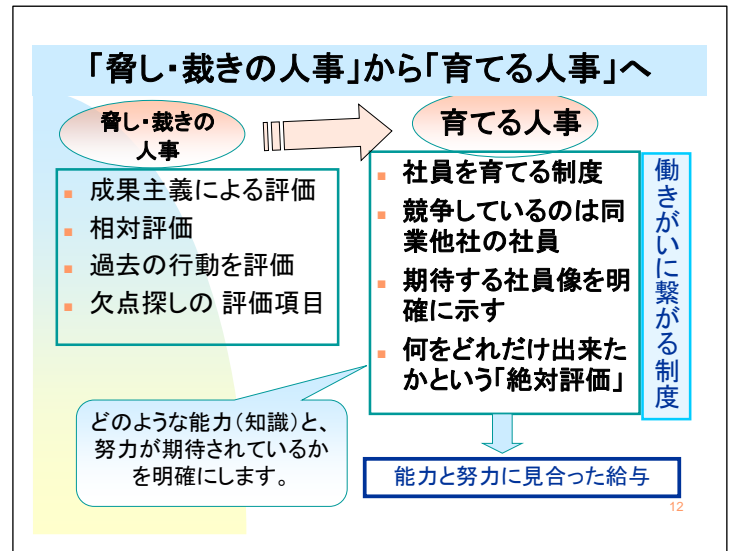 「脅し・裁きの人事」から「育てる人事」へ
脅し・裁きの
人事
育てる人事
成果主義による評価
相対評価
過去の行動を評価
欠点探しの 評価項目
社員を育てる制度
競争しているのは同
業他社の社員
期待する社員像を明
確に示す
何をどれだけ出来た
かという「絶対評価」
働きがいに繋がる制度
どのような能力（知識）と、
努力が期待されているか
を明確にします。
能力と努力に見合った給与
12